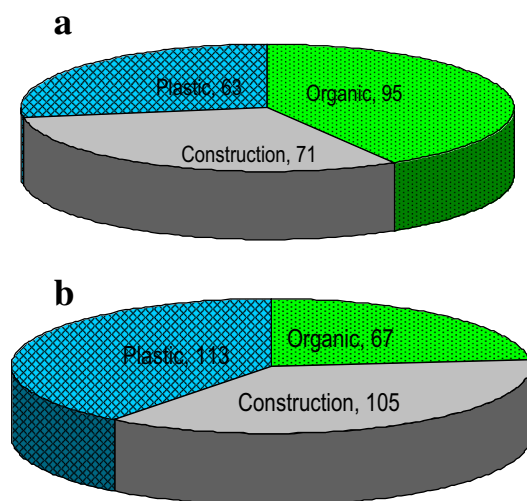 a
Plastic, 63
Organic, 95
Construction, 71
b
Organic, 67
Plastic, 113
Construction, 105